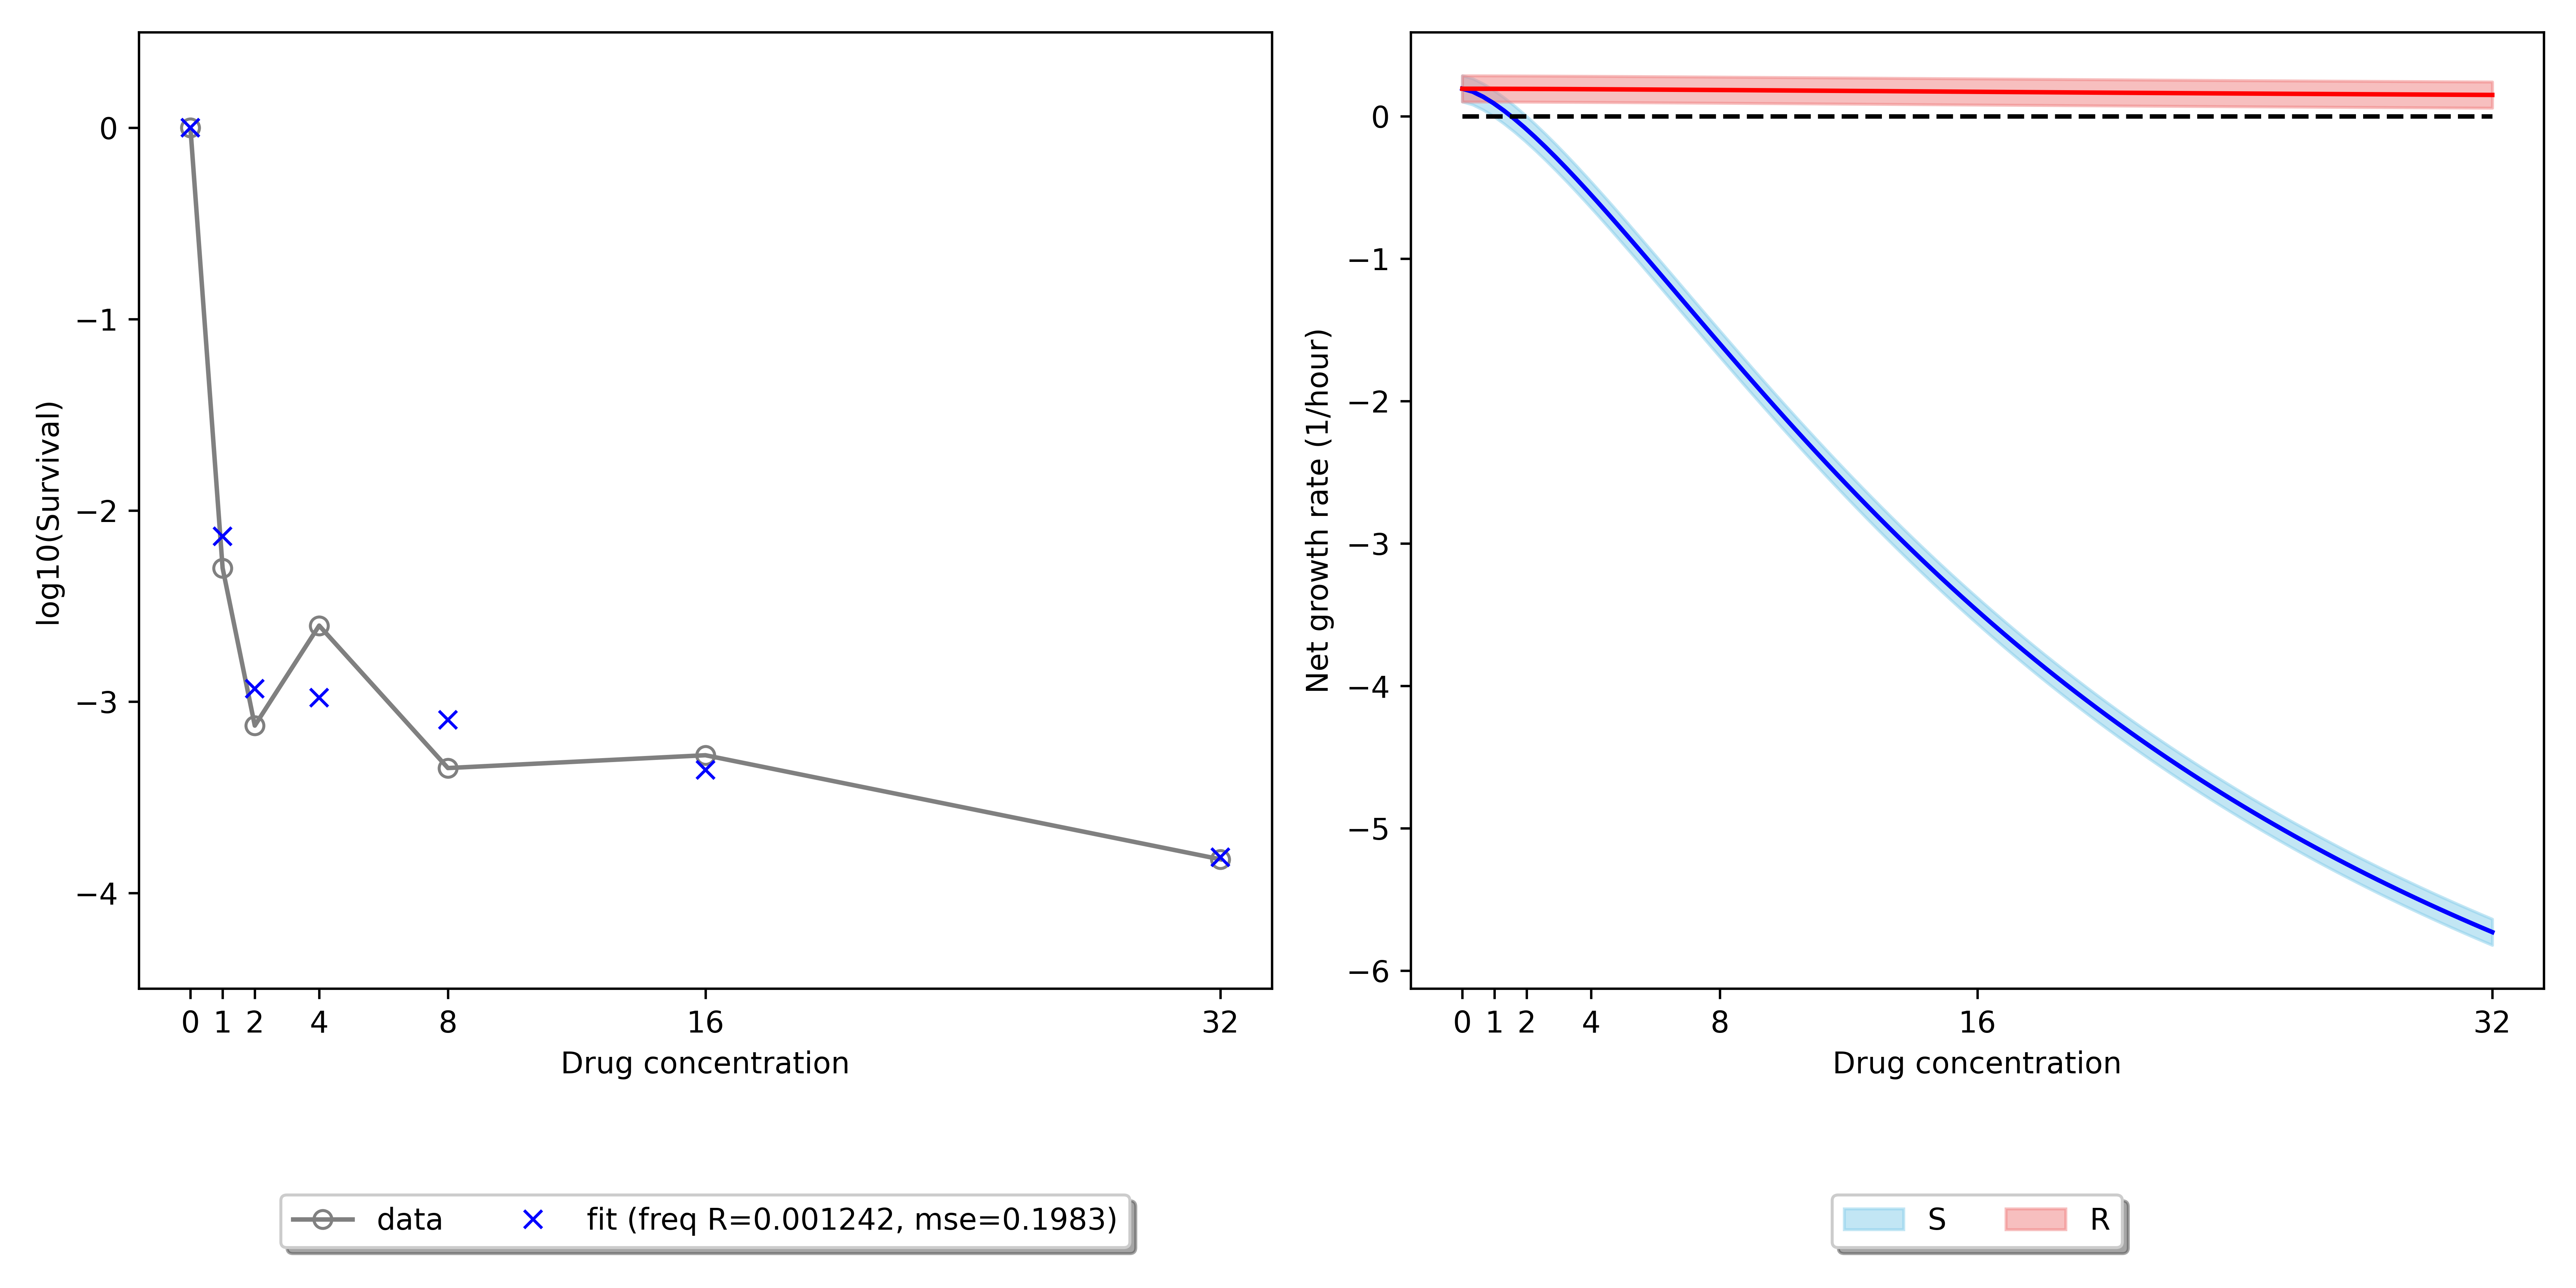 0
−1
−2
−3
−4
log10(Survival)
0 1 2 4 8 16 32
Drug concentration
data fit (freq R=0.001242, mse=0.1983)
0
−1
−2
−3
−4
−5
−6
Net growth rate (1/hour)
0 1 2 4 8 16 32
Drug concentration
S R